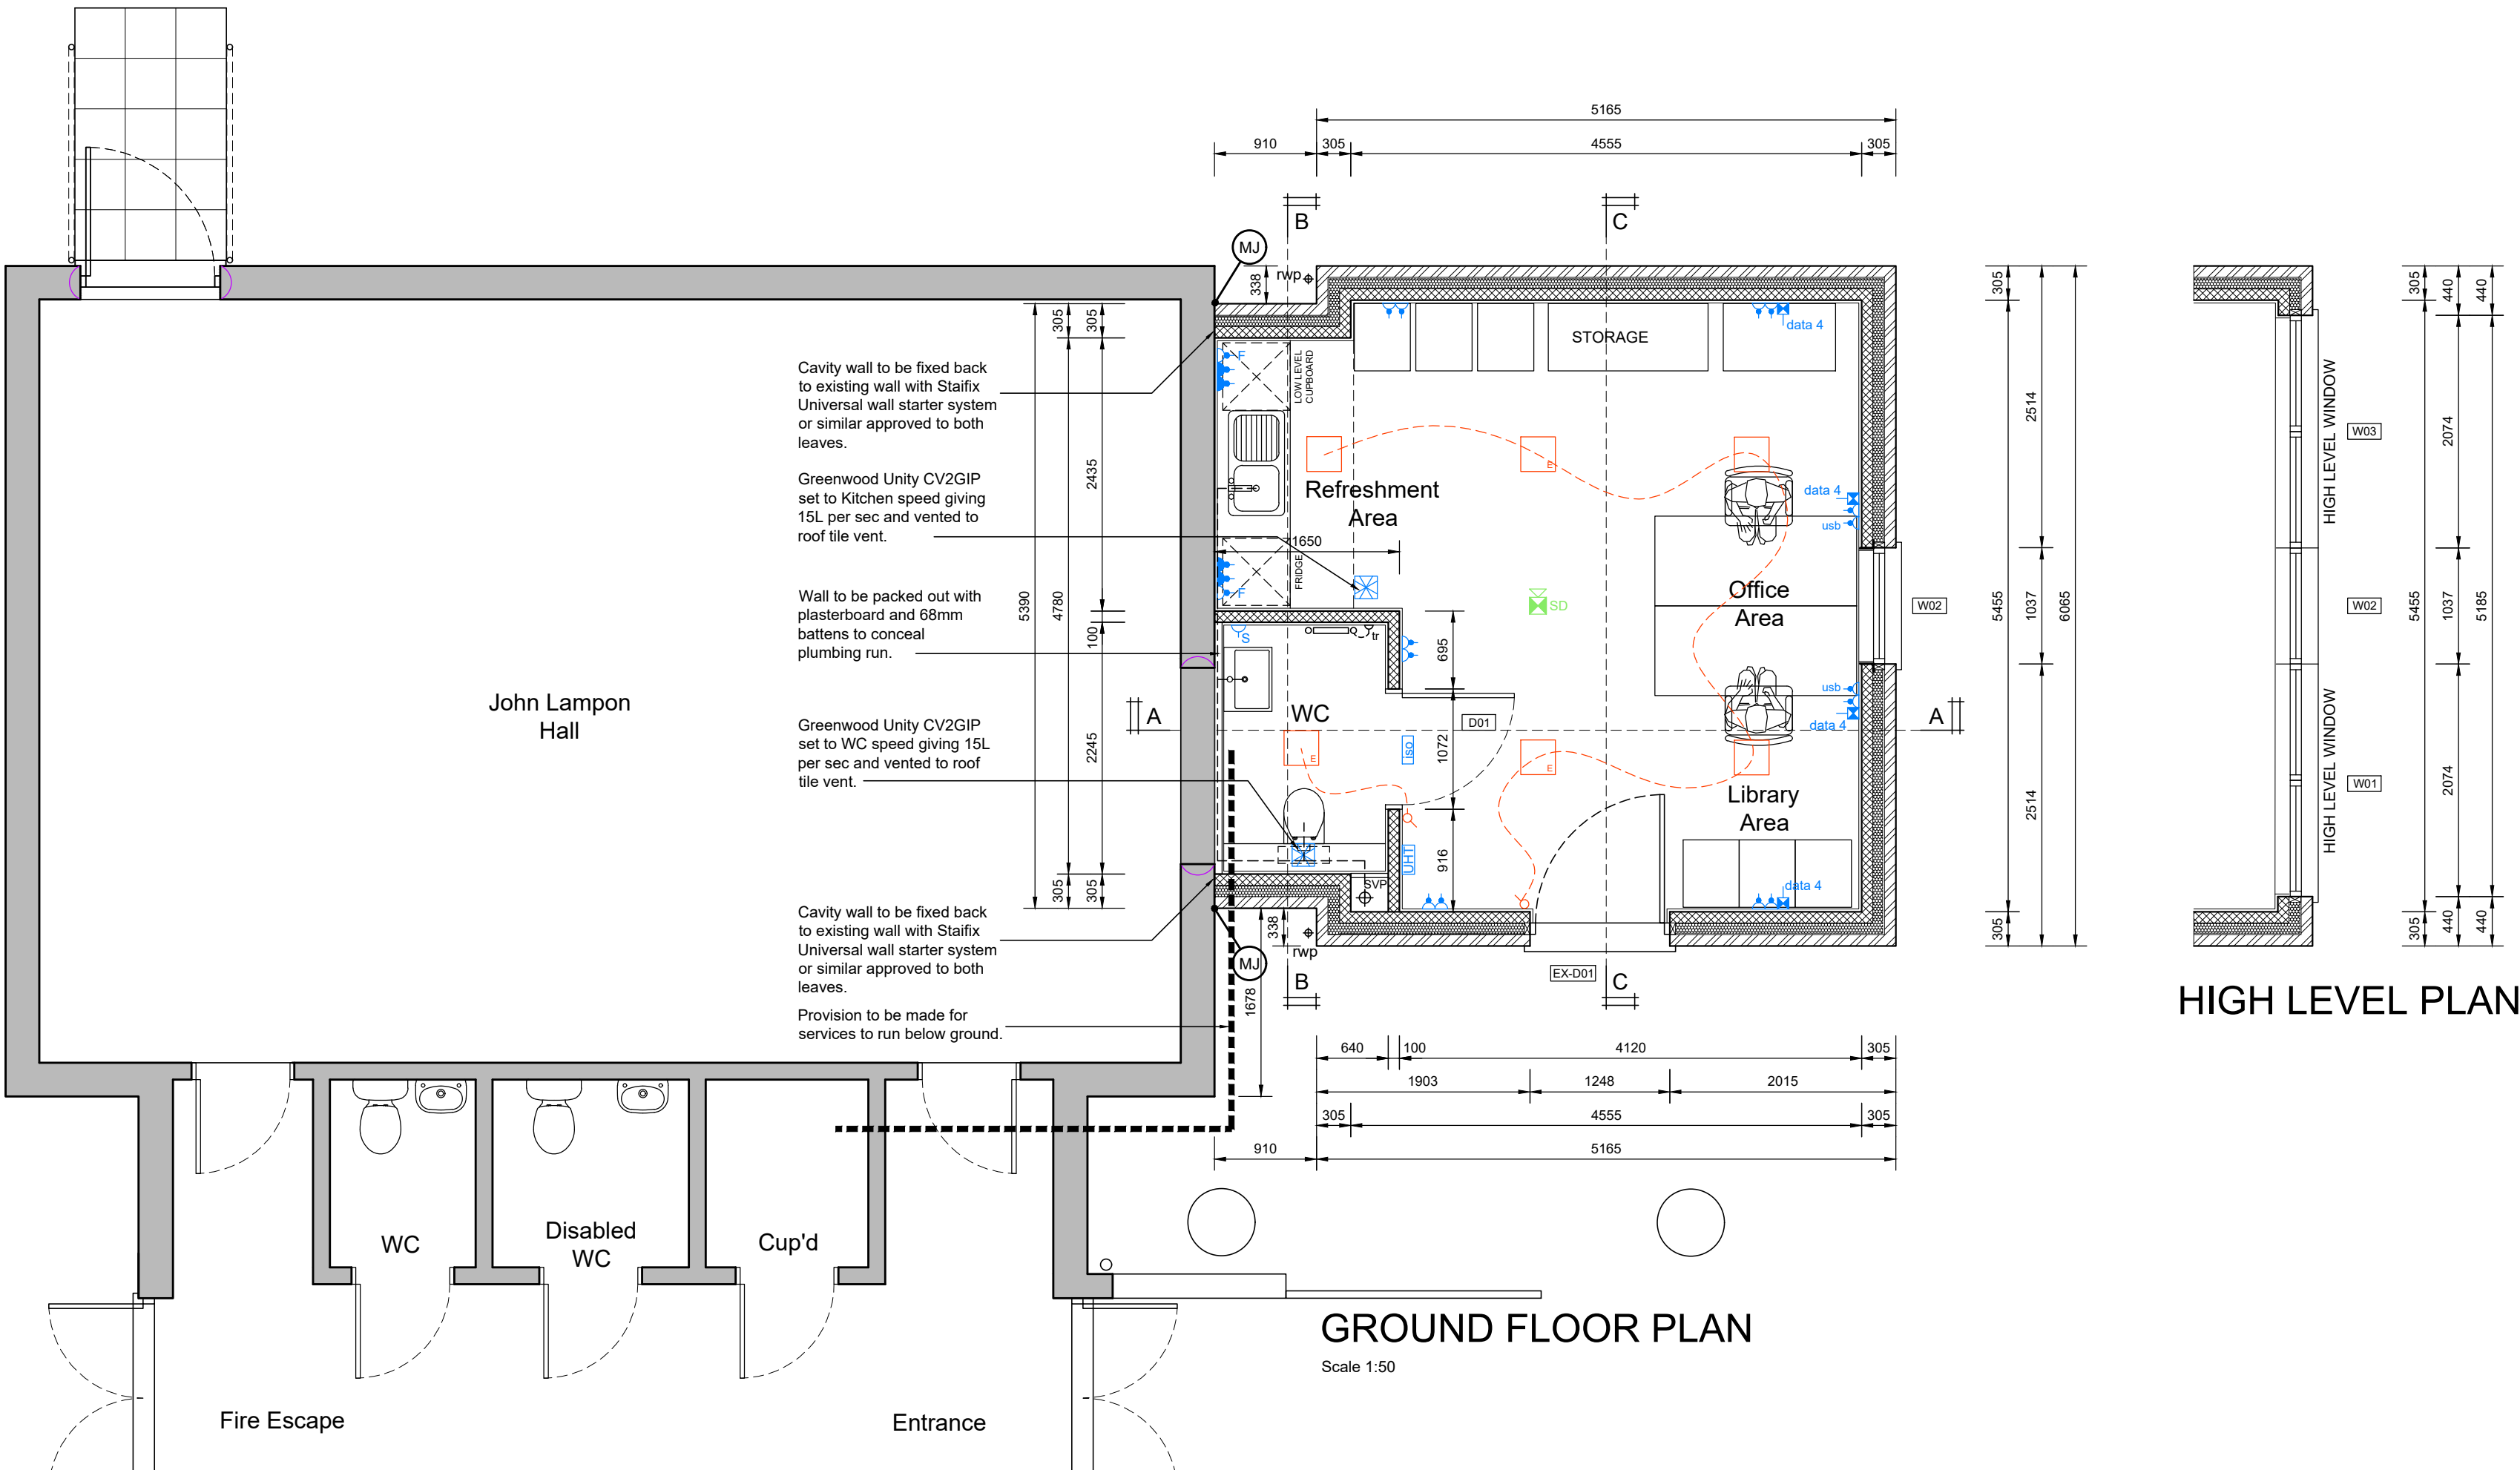 5165
910
305
4555
305
B
C
MJ
rwp
338
STORAGE
data 4
F
LOW LEVEL
CUPBOARD
305
305
Cavity wall to be fixed back
to existing wall with Staifix
Universal wall starter system
or similar approved to both
leaves.
Greenwood Unity CV2GIP
set to Kitchen speed giving
15L per sec and vented to
roof tile vent.
Wall to be packed out with
plasterboard and 68mm
battens to conceal
plumbing run.
Greenwood Unity CV2GIP
set to WC speed giving 15L
per sec and vented to roof
tile vent.
Cavity wall to be fixed back
to existing wall with Staifix
Universal wall starter system
or similar approved to both
leaves.
Provision to be made for
services to run below ground.
5390
4780
2435
100
2245
305
305
John Lampon
Hall
E
Refreshment
Area
1650
FRIDGE
F
data 4
usb
Office
Area
SD
W02
S
tr
695
usb
data 4
WC
D01
A
A
E
iso
1072
E
Library
Area
UHT
916
SVP
data 4
338
rwp
MJ
1678
B
C
EX-D01
305
2514
1037
2514
305
5455
6065
HIGH LEVEL WINDOW
HIGH LEVEL WINDOW
W03
W02
W01
305
5455
305
440
2074
1037
2074
440
440
5185
440
HIGH LEVEL PLAN
640
100
4120
305
1903
1248
2015
305
4555
305
910
5165
WC
Disabled
WC
Cup'd
Fire Escape
Entrance
GROUND FLOOR PLAN
Scale 1:50